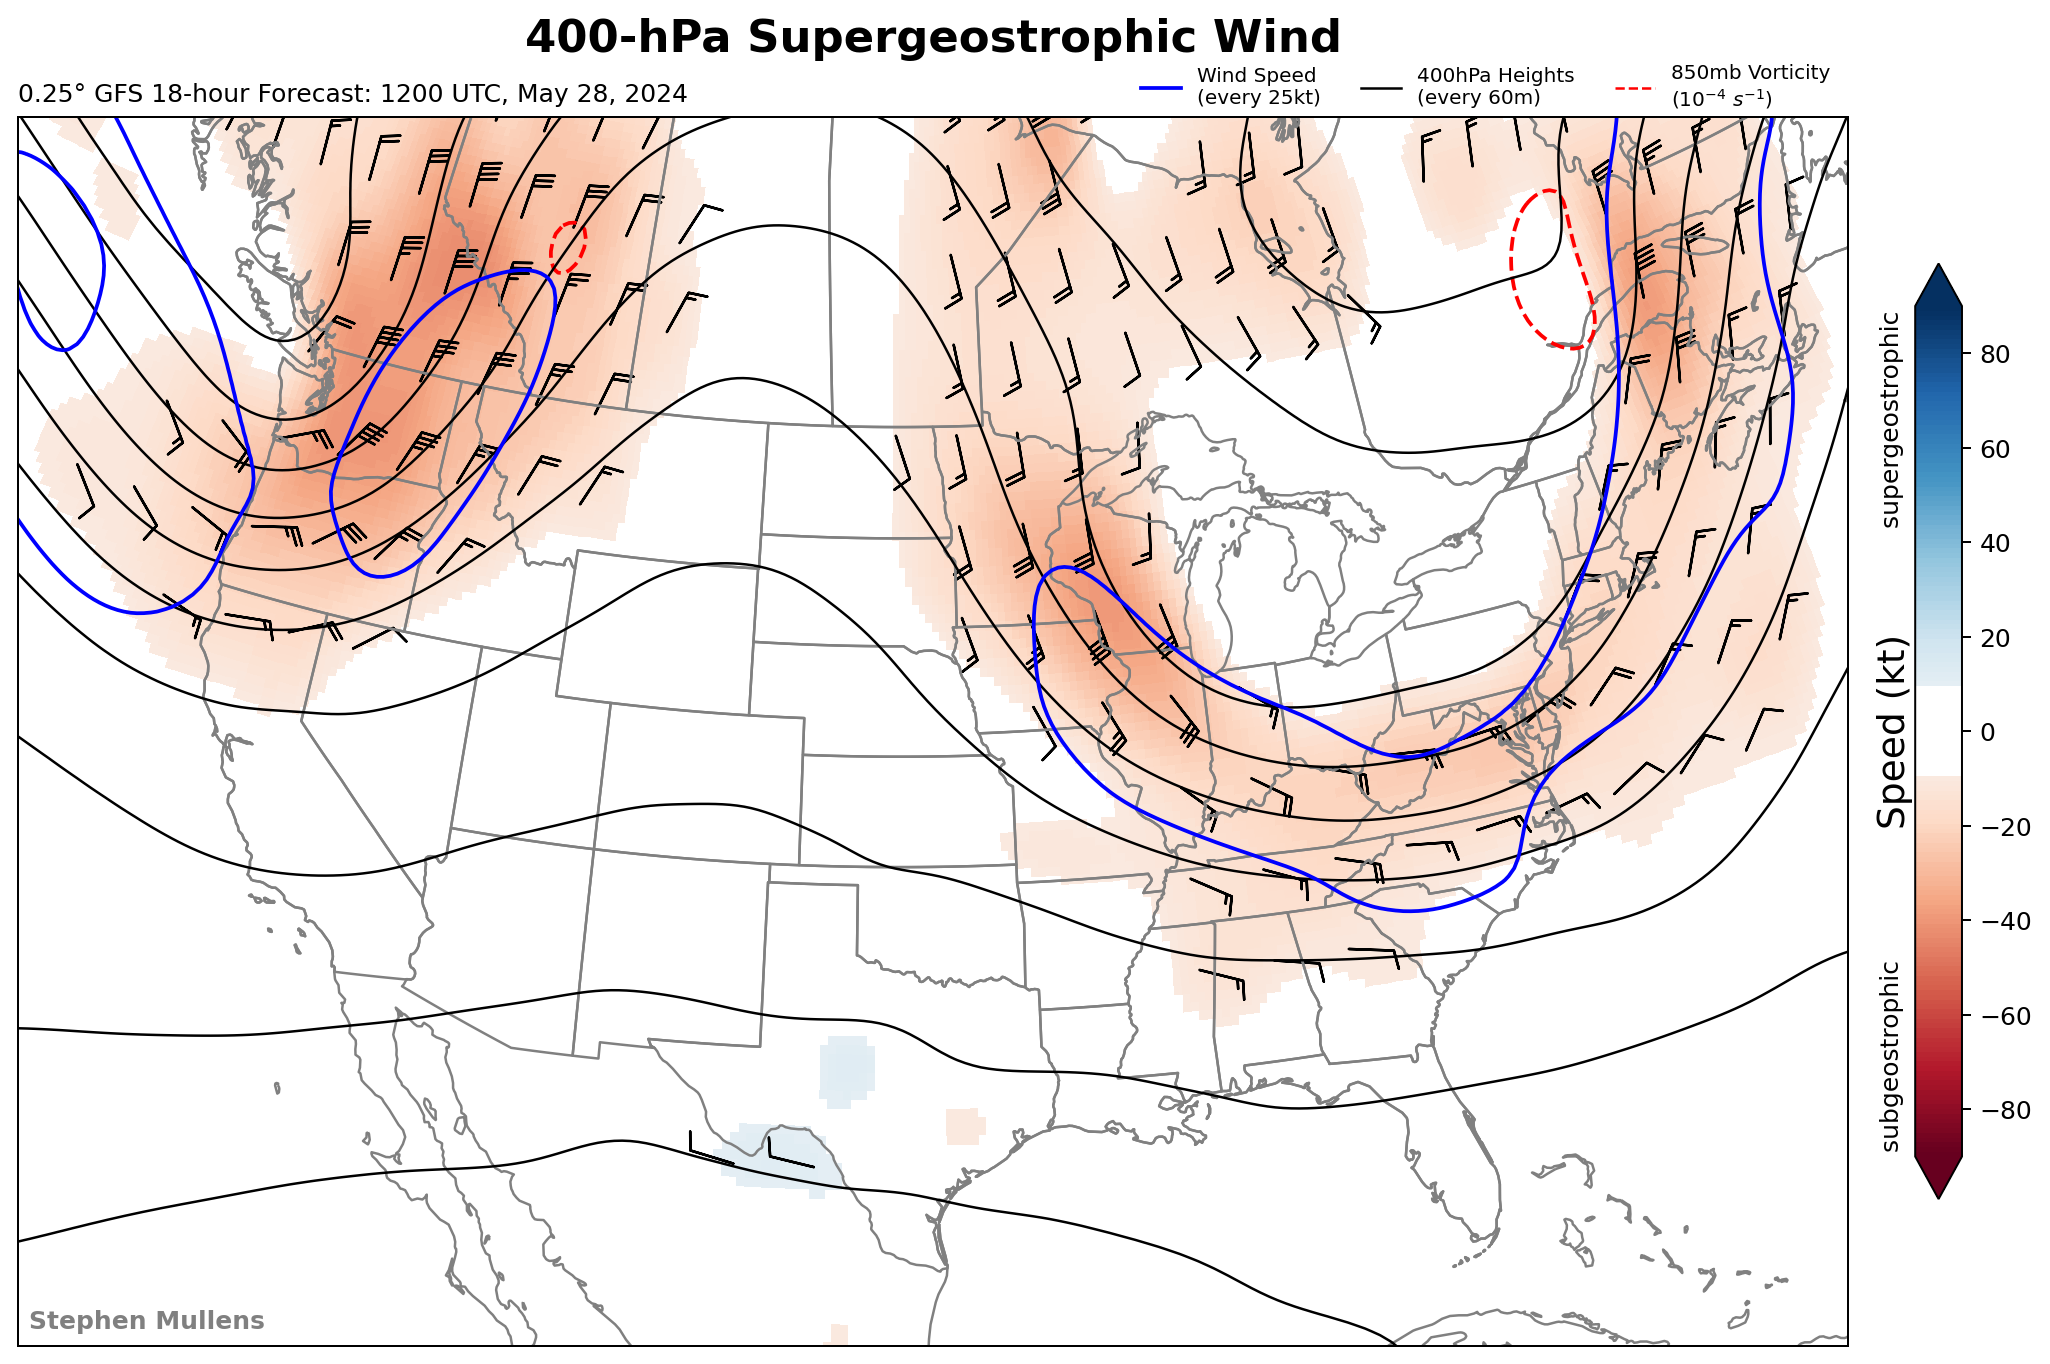 400-hPa Supergeostrophic Wind
0.25° GFS 18-hour Forecast: 1200 UTC, May 28, 2024
Wind Speed
(every 25kt)
400hPa Heights
(every 60m)
850mb Vorticity
(10⁻⁴ s⁻¹)
supergeostrophic
Speed (kt)
subgeostrophic
80
60
40
20
0
−20
−40
−60
−80
Stephen Mullens